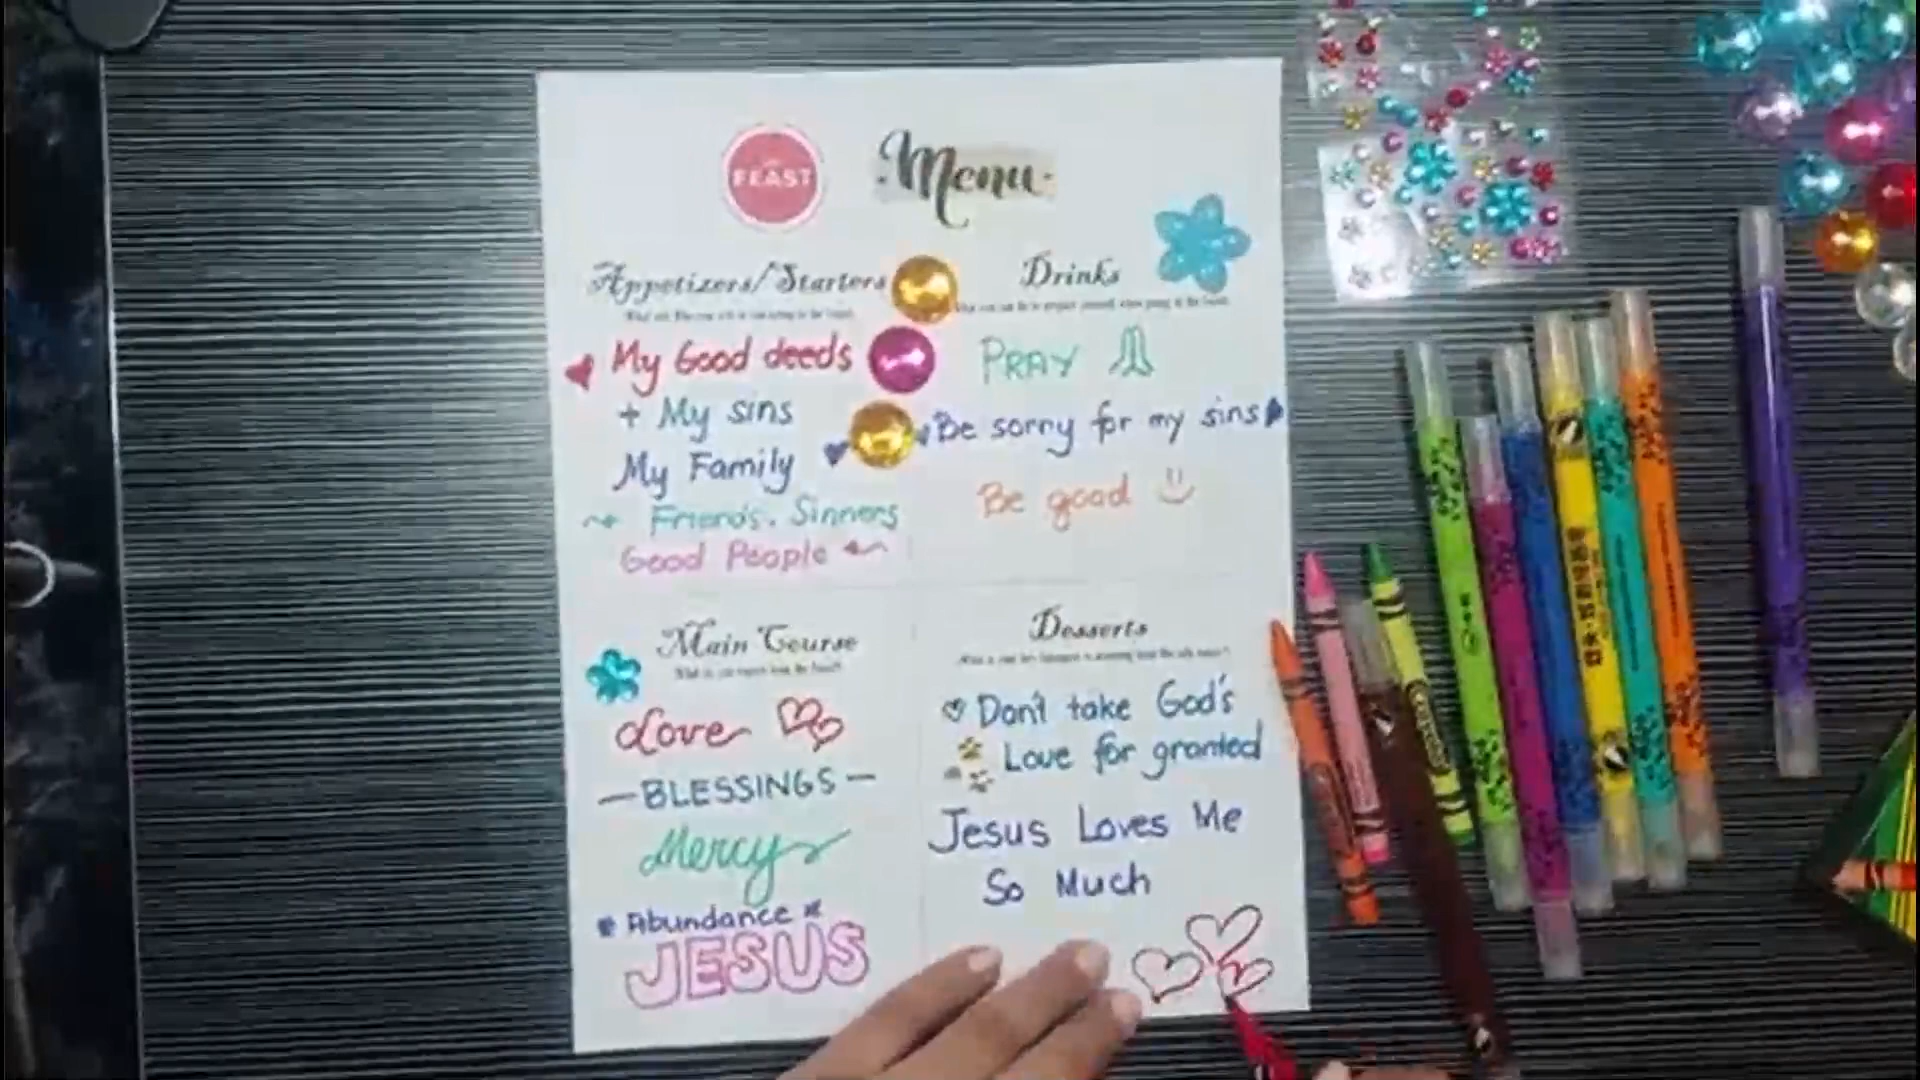 FEAST
Menu
Appetizers/Starters
My Good deeds
+ My sins
My Family
Friends, Sinners
Good People
Drinks
PRAY
Be sorry for my sins
Be good
Main Course
Love
BLESSINGS
Mercy
Abundance
JESUS
Desserts
Don't take God's
Love for granted
Jesus Loves Me
So Much